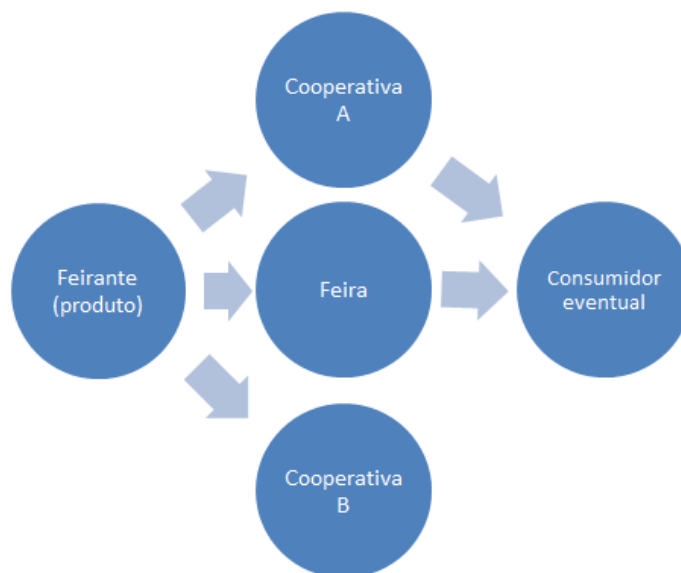 Cooperativa
A
Feirante
(produto)
Feira
Consumidor
eventual
Cooperativa
B